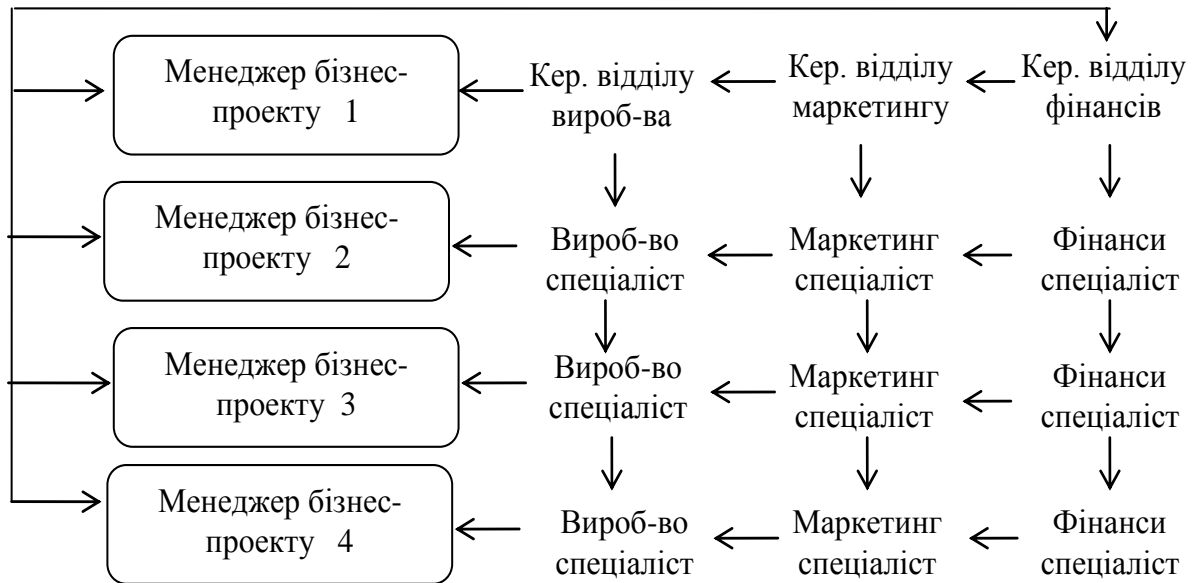 Менеджер бізнес-
проекту 1
Кер. відділу
вироб-ва
Кер. відділу
маркетингу
Кер. відділу
фінансів
Менеджер бізнес-
проекту 2
Вироб-во
спеціаліст
Маркетинг
спеціаліст
Фінанси
спеціаліст
Менеджер бізнес-
проекту 3
Вироб-во
спеціаліст
Маркетинг
спеціаліст
Фінанси
спеціаліст
Менеджер бізнес-
проекту 4
Вироб-во
спеціаліст
Маркетинг
спеціаліст
Фінанси
спеціаліст